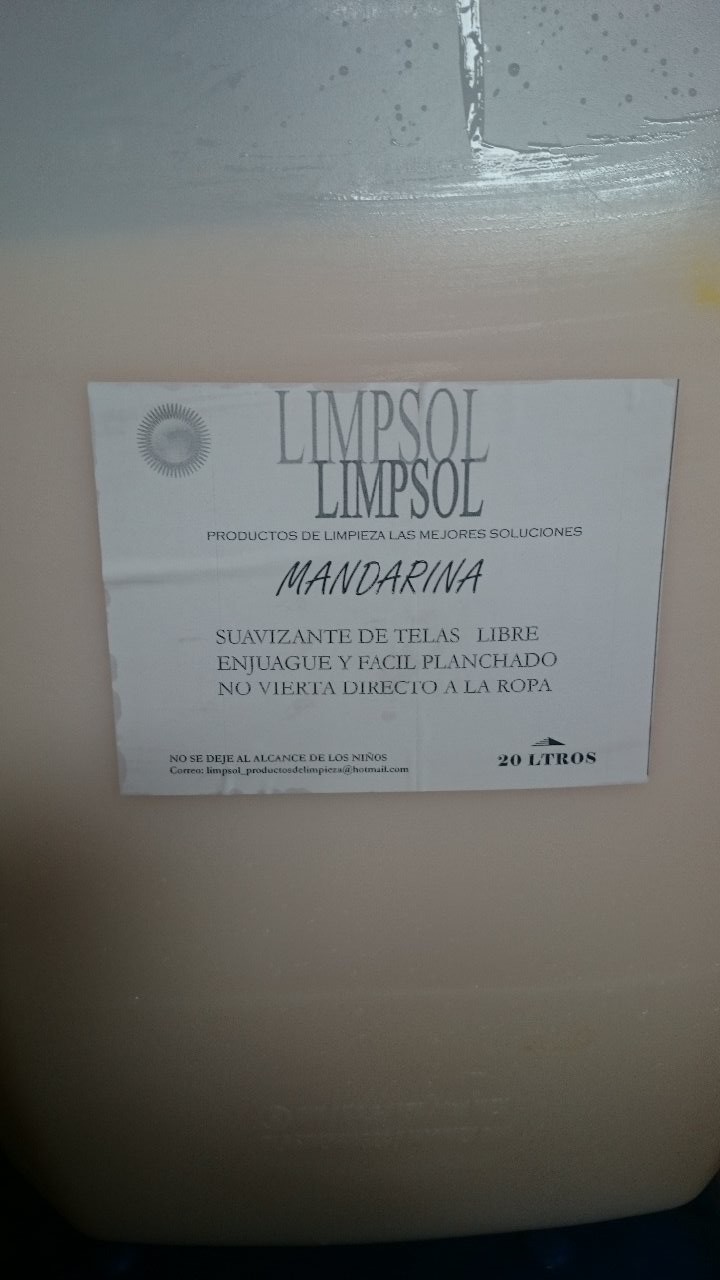 LIMPSOL
LIMPSOL
PRODUCTOS DE LIMPIEZA LAS MEJORES SOLUCIONES
MANDARINA
SUAVIZANTE DE TELAS LIBRE
ENJUAGUE Y FACIL PLANCHADO
NO VIERTA DIRECTO A LA ROPA
NO SE DEJE AL ALCANCE DE LOS NIÑOS
Correo: limpsol_productosdelimpieza@hotmail.com
20 LTROS